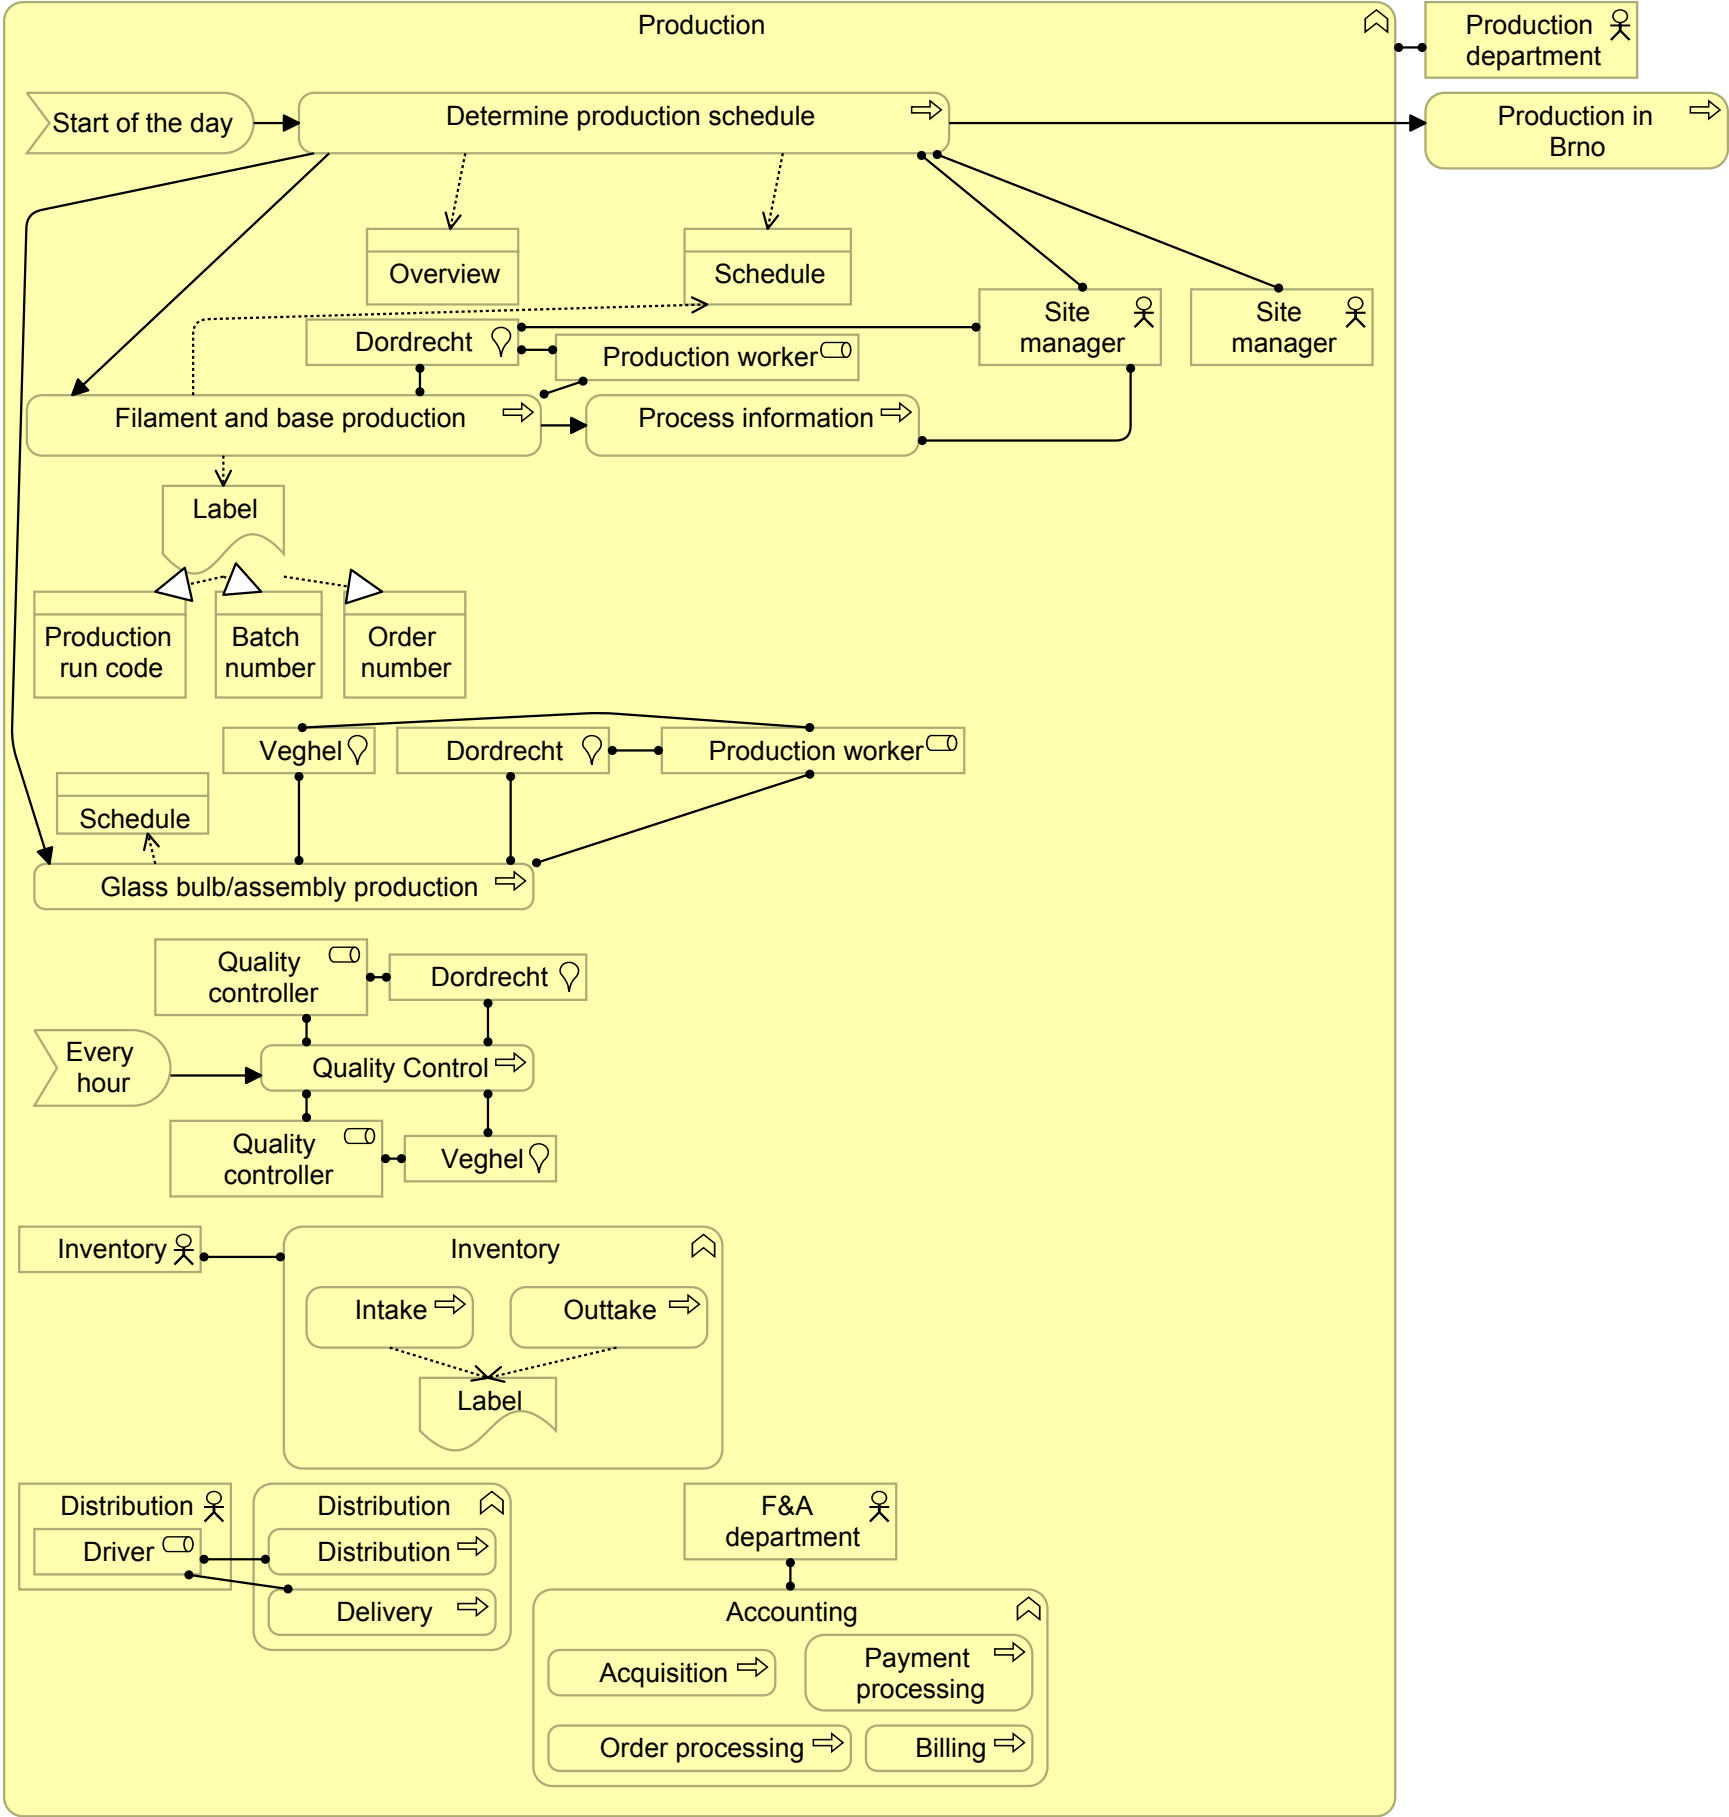 Production
Production
department
Start of the day
Determine production schedule
Production in
Brno
Overview
Schedule
Site
manager
Site
manager
Dordrecht
Production worker
Filament and base production
Process information
Label
Production
run code
Batch
number
Order
number
Veghel
Dordrecht
Production worker
Schedule
Glass bulb/assembly production
Quality
controller
Dordrecht
Every
hour
Quality Control
Quality
controller
Veghel
Inventory
Inventory
Intake
Outtake
Label
Distribution
Driver
Distribution
Distribution
Delivery
F&A
department
Accounting
Acquisition
Payment
processing
Order processing
Billing